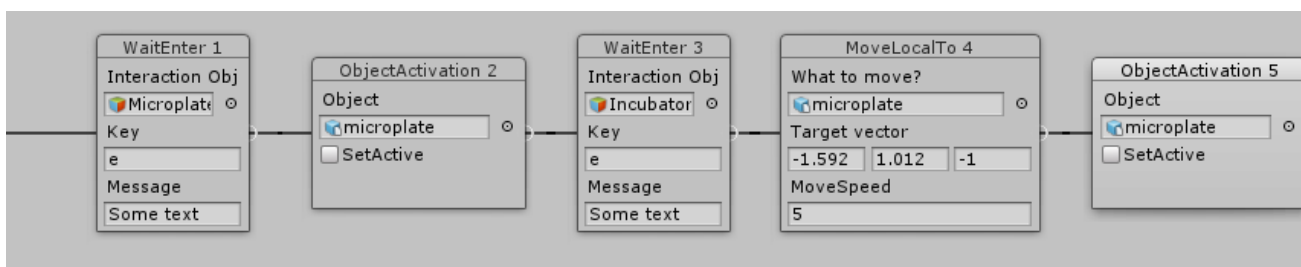 WaitEnter 1
Interaction Obj
Microplate
Key
e
Message
Some text
ObjectActivation 2
Object
microplate
SetActive
WaitEnter 3
Interaction Obj
Incubator
Key
e
Message
Some text
MoveLocalTo 4
What to move?
microplate
Target vector
-1.592 1.012 -1
MoveSpeed
5
ObjectActivation 5
Object
microplate
SetActive